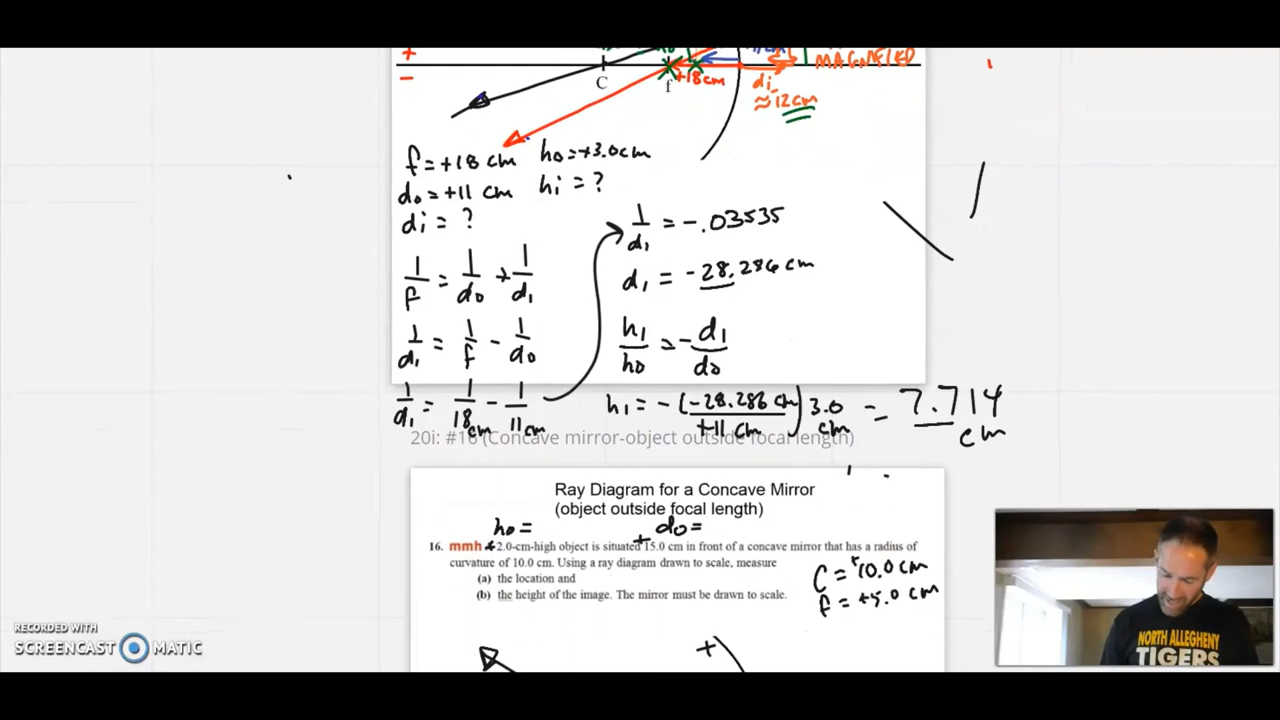 +
-
C
f
+18cm
di
≈12cm
MAGNIFIED
f = +18 cm
ho = +3.0cm
do = +11 cm
hi = ?
di = ?
1/f = 1/do + 1/di
1/di = 1/f - 1/do
1/di = 1/18cm - 1/11cm
1/di = -.03535
di = -28.286 cm
hi/ho = - di/do
hi = -(-28.286 cm/+11 cm) 3.0 cm = 7.714 cm
20i: #16 (Concave mirror-object outside focal length)
Ray Diagram for a Concave Mirror
(object outside focal length)
ho =
do =
+
16. mmh A 2.0-cm-high object is situated 15.0 cm in front of a concave mirror that has a radius of
curvature of 10.0 cm. Using a ray diagram drawn to scale, measure
(a) the location and
(b) the height of the image. The mirror must be drawn to scale.
C = +10.0 cm
f = +5.0 cm
+
NORTH ALLEGHENY
TIGERS
RECORDED WITH
SCREENCAST MATIC